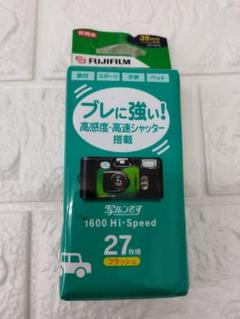 新発売
38mm
FUJIFILM
旅行 スポーツ 子供 ペット
ブレに強い!
高感度・高速シャッター
搭載
写ルンです
1600 Hi・Speed
27枚撮
フラッシュ